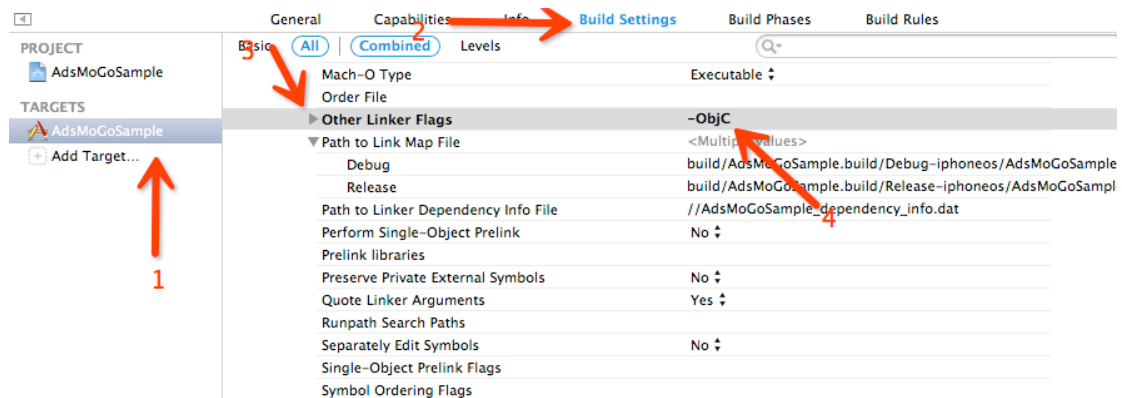 General Capabilities Info Build Settings Build Phases Build Rules
2
PROJECT
AdsMoGoSample
TARGETS
AdsMoGoSample
Add Target...
1
Basic All Combined Levels
3
Mach-O Type Executable
Order File
Other Linker Flags -ObjC
Path to Link Map File <Multiple values>
Debug build/AdsMoGoSample.build/Debug-iphoneos/AdsMoGoSample
Release build/AdsMoGoSample.build/Release-iphoneos/AdsMoGoSampl
Path to Linker Dependency Info File //AdsMoGoSample_dependency_info.dat
4
Perform Single-Object Prelink No
Prelink libraries
Preserve Private External Symbols No
Quote Linker Arguments Yes
Runpath Search Paths
Separately Edit Symbols No
Single-Object Prelink Flags
Symbol Ordering Flags